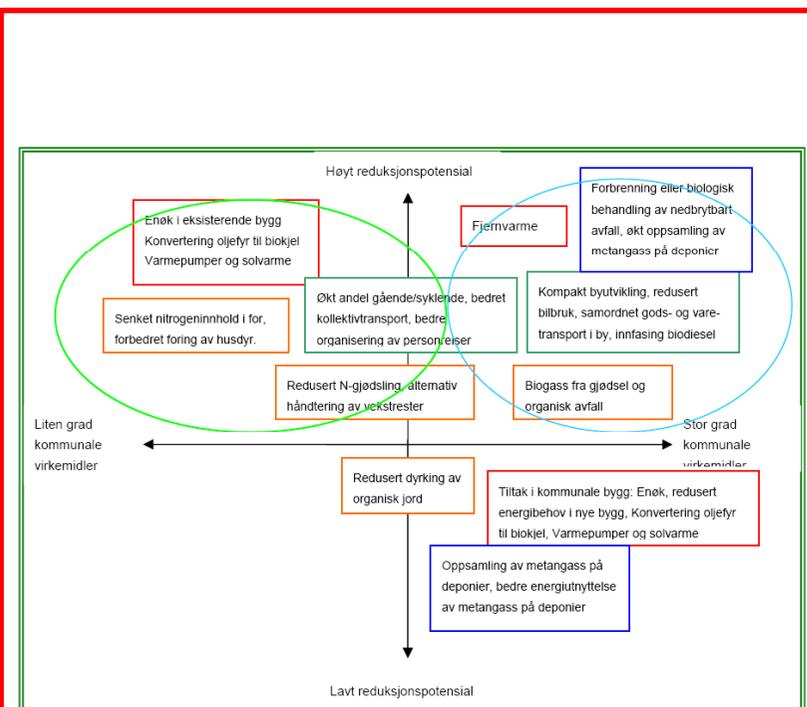 Høyt reduksjonspotensial
Forbrenning eller biologisk
behandling av nedbrytbart
avfall, økt oppsamling av
metangass på deponier
Enøk i eksisterende bygg
Konvertering oljefyr til biokjel
Varmepumper og solvarme
Fjernvarme
Økt andel gående/syklende, bedret
kollektivtransport, bedre
organisering av personreiser
Kompakt byutvikling, redusert
bilbruk, samordnet gods- og vare-
transport i by, innfasing biodiesel
Senket nitrogeninnhold i for,
forbedret foring av husdyr.
Redusert N-gjødsling, alternativ
håndtering av vekstrester
Biogass fra gjødsel og
organisk avfall
Liten grad
kommunale
virkemidler
Stor grad
kommunale
virkemidler
Redusert dyrking av
organisk jord
Tiltak i kommunale bygg: Enøk, redusert
energibehov i nye bygg, Konvertering oljefyr
til biokjel, Varmepumper og solvarme
Oppsamling av metangass på
deponier, bedre energiutnyttelse
av metangass på deponier
Lavt reduksjonspotensial